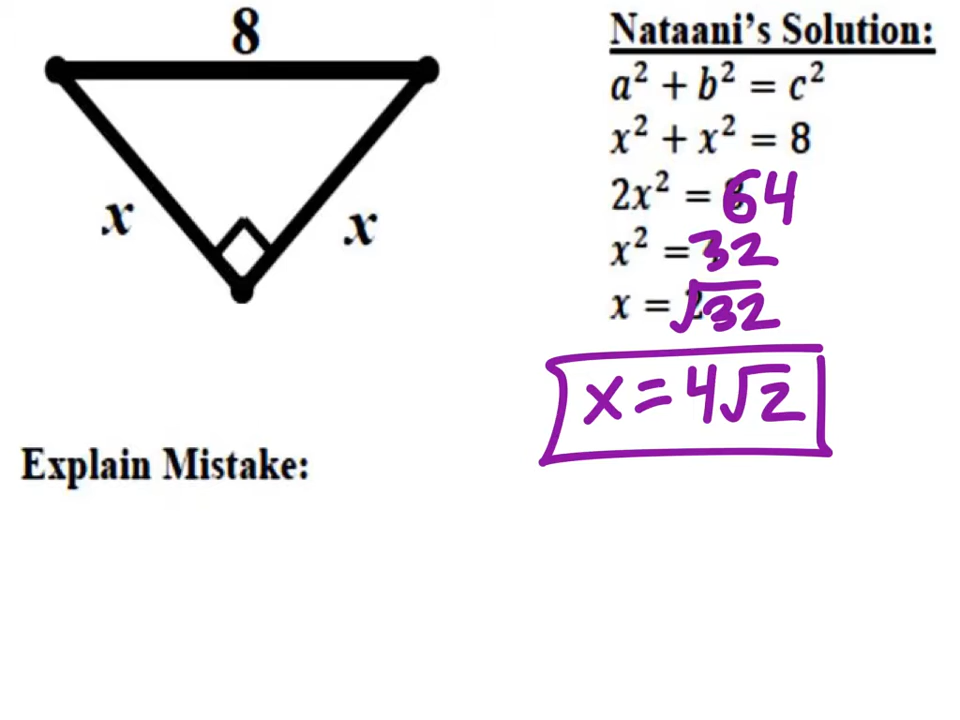 8
x
x
Nataani's Solution:
a² + b² = c²
x² + x² = 8
2x² = 64
x² = 32
x = √32
x = 4√2
Explain Mistake: